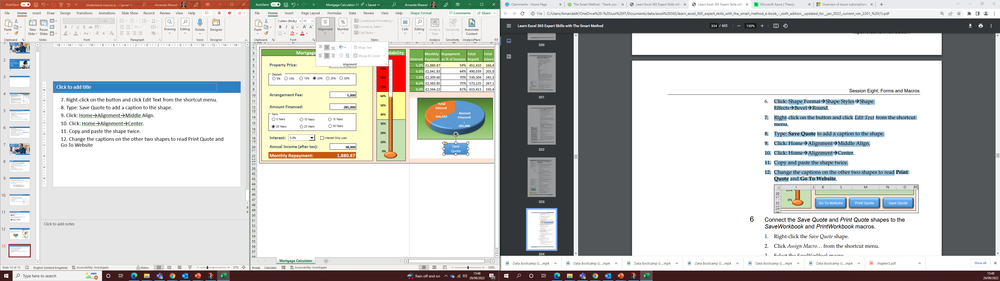 AutoSave On Understand macros a... • Saved Amanda Weaver
File Home Insert Draw Design Transitions Animations Slide Show Record Review View Help
Paste New Slide Reuse Slides Drawing Editing Dictate Designer
Clipboard Slides Font Paragraph Voice Designer
Click to add title
7. Right-click on the button and click Edit Text from the shortcut menu.
8. Type: Save Quote to add a caption to the shape.
9. Click: Home→Alignment→Middle Align.
10. Click: Home→Alignment→Center.
11. Copy and paste the shape twice.
12. Change the captions on the other two shapes to read Print Quote and
Go To Website
Click to add notes
Slide 13 of 13 English (United Kingdom) Accessibility: Investigate Notes 57%
AutoSave On Mortgage Calculator-11 • Saved Amanda Weaver
File Home Insert Page Layout Formulas Data Review View Help Shape Format Comments Share
Calibri (Body) 11 Conditional Formatting
Format as Table
Cell Styles
Paste Alignment Number Cells Editing Analyze Data Sensitivity Automate Content
Clipboard Font Styles Analysis Sensitivity AnalysisPlace
Wrap Text
Merge & Center
Alignment
Mortgage dability
Property Price:
Deposit:
5% 10% 15% 20% 25% 30%
Arrangement Fee: 5,000
Amount Financed: 285,000
Term
5 Years 10 Years 15 Years
20 Years 25 Years 30 Years
Interest: 5.0% Interest Only Loan
Annual Income (after tax): 38,000
Monthly Repayment: 1,880.87
90%
80%
70%
60%
50%
40%
30%
20%
10%
0%
Interest Monthly Payment Repayment as % of Income Total Repaid Total Intere
5.0% £1,880.87 59% 451,410 166,4
6.0% £2,041.83 64% 490,039 205,0
7.0% £2,209.60 70% 530,304 245,3
8.0% £2,383.85 75% 572,125 287,1
9.0% £2,564.22 81% 615,413 330,4
Total Interest, 166,410
Amount Financed, 285,000
Save Quote
Mortgage Calculator
Ready Calculate Accessibility: Investigate 100%
Claromentis - Home Page The Smart Method - Thank you Learn Excel 365 Expert Skills with Learn Excel 365 Expert Skills with Microsoft Azure | Theory Overview of Azure subscriptions,
File C:/Users/AmandaW/OneDrive%20-%20Just%20IT/Documents/data/excel%20365/learn_excel_365_expert_skills_with_the_smart_method_e-book_-_sixth_edition__updated_for__jan_2022_current_vsn_2201_%20(1).pdf
Learn Excel 365 Expert Skills with The Smart Method 334 / 602 150%
330
331
332
333
334
Session Eight: Forms and Macros
6. Click: Shape Format→Shape Styles→Shape
Effects→Bevel→Round.
7. Right-click on the button and click Edit Text from the shortcut
menu.
8. Type: Save Quote to add a caption to the shape.
9. Click: Home→Alignment→Middle Align.
10. Click: Home→Alignment→Center.
11. Copy and paste the shape twice.
12. Change the captions on the other two shapes to read Print
Quote and Go To Website.
I J K L M N O P
20
22
0%
Go To Website Print Quote Save Quote
6 Connect the Save Quote and Print Quote shapes to the
SaveWorkbook and PrintWorkbook macros.
1. Right-click the Save Quote shape.
2. Click Assign Macro… from the shortcut menu.
3. Select the SaveWorkbook macro
Data Bootcamp G....mp4 Data Bootcamp G....mp4 Data Bootcamp G....mp4 Data Bootcamp G....mp4 Data Bootcamp G....mp4 Data Bootcamp G....mp4 chapter3.pdf Show all
Type here to search Rain off and on 15:48
29/09/2022 25
15:48
29/09/2022